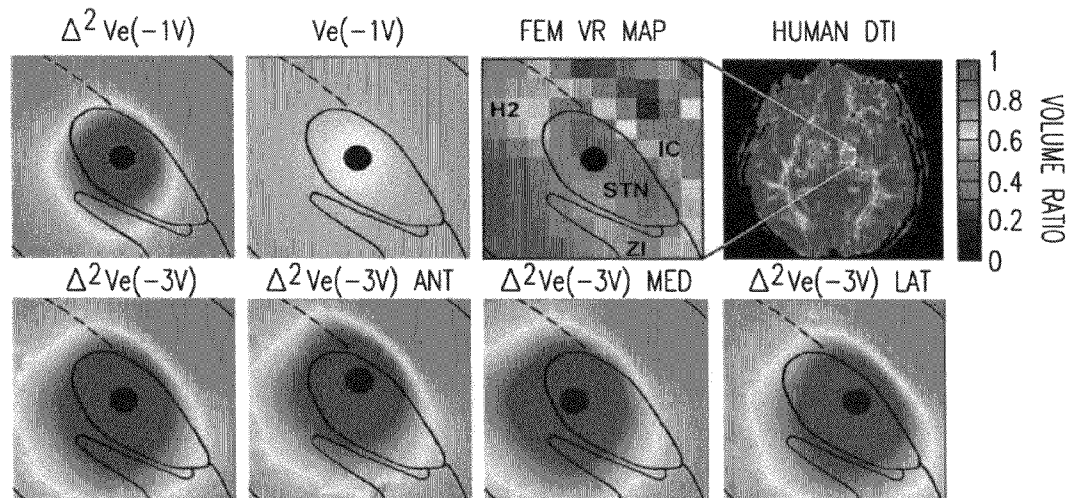 Δ² Ve(-1V) Ve(-1V) FEM VR MAP HUMAN DTI
H2
IC
STN
ZI
1
0.8
0.6
0.4
0.2
0
VOLUME RATIO
Δ² Ve(-3V) Δ² Ve(-3V) ANT Δ² Ve(-3V) MED Δ² Ve(-3V) LAT